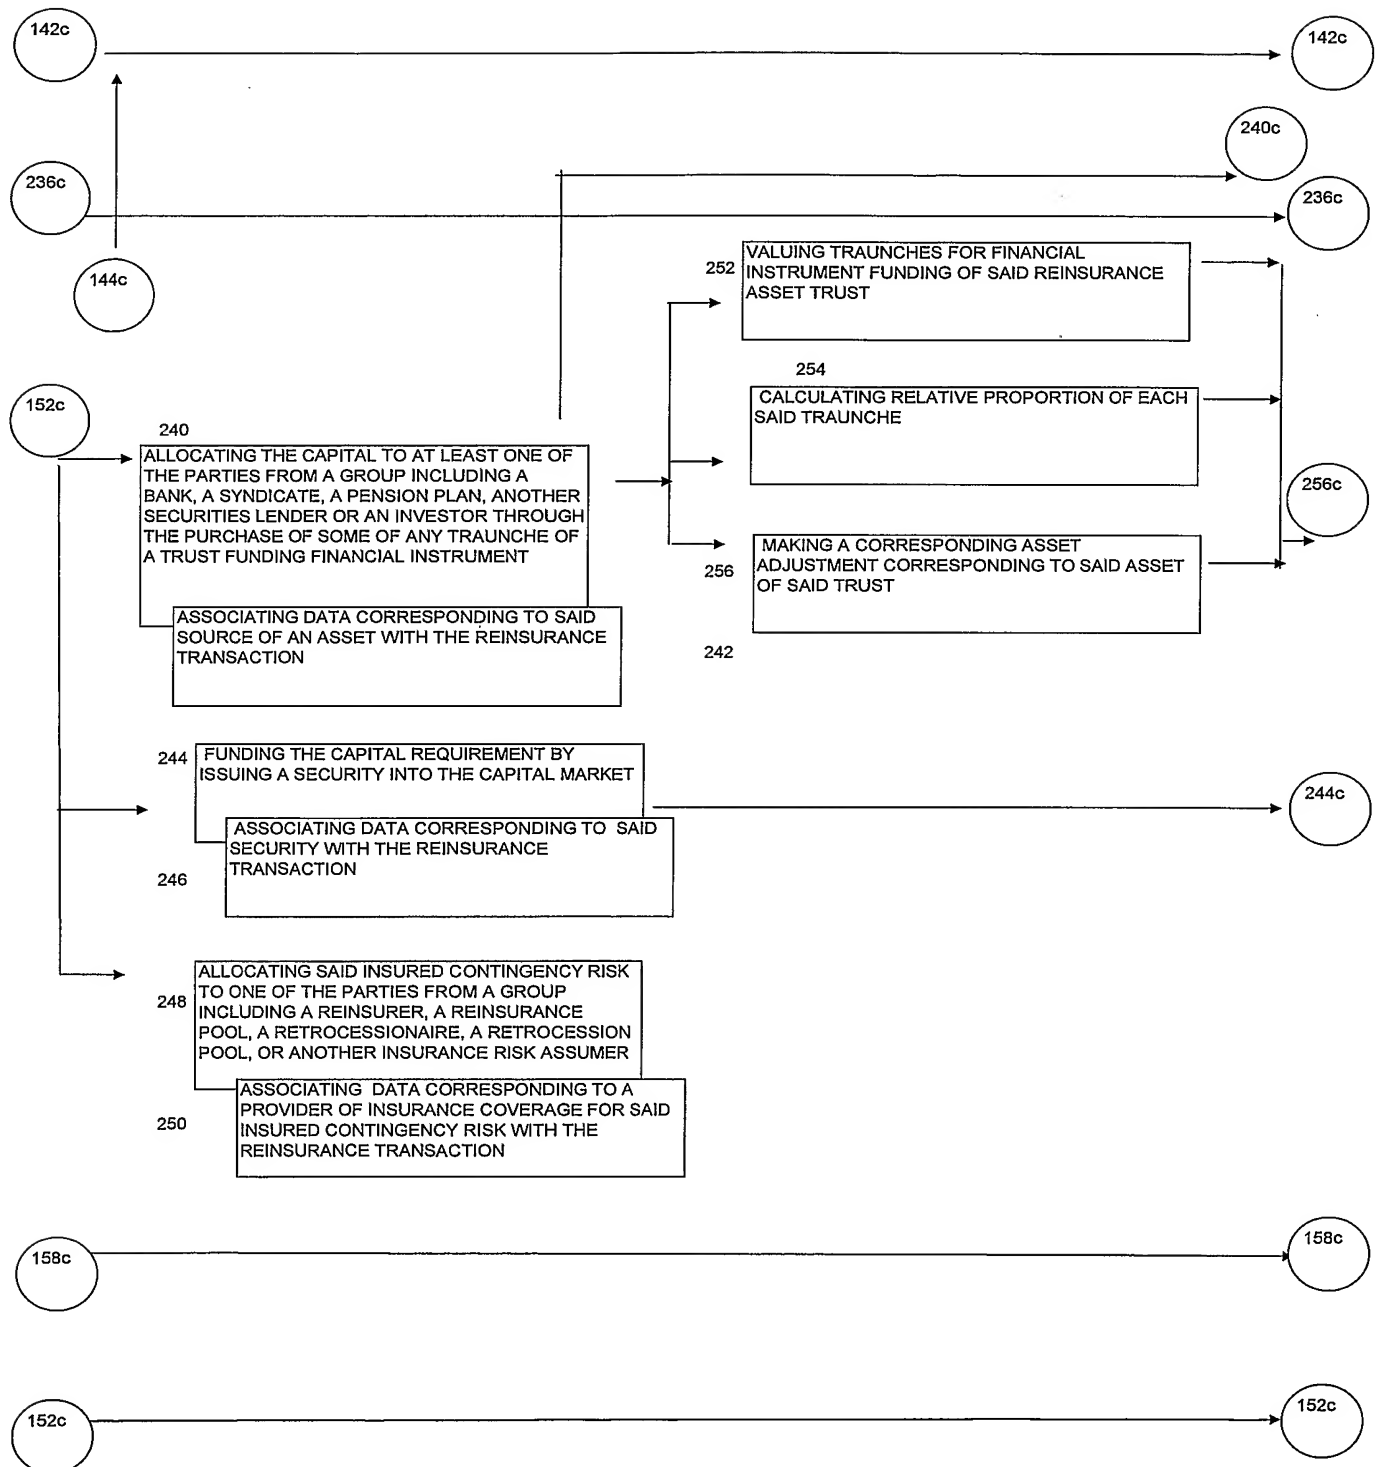 142c
142c
240c
236c
236c
144c
252
VALUING TRAUNCHES FOR FINANCIAL
INSTRUMENT FUNDING OF SAID REINSURANCE
ASSET TRUST
254
CALCULATING RELATIVE PROPORTION OF EACH
SAID TRAUNCHE
152c
240
ALLOCATING THE CAPITAL TO AT LEAST ONE OF
THE PARTIES FROM A GROUP INCLUDING A
BANK, A SYNDICATE, A PENSION PLAN, ANOTHER
SECURITIES LENDER OR AN INVESTOR THROUGH
THE PURCHASE OF SOME OF ANY TRAUNCHE OF
A TRUST FUNDING FINANCIAL INSTRUMENT
256c
256
MAKING A CORRESPONDING ASSET
ADJUSTMENT CORRESPONDING TO SAID ASSET
OF SAID TRUST
ASSOCIATING DATA CORRESPONDING TO SAID
SOURCE OF AN ASSET WITH THE REINSURANCE
TRANSACTION
242
244
FUNDING THE CAPITAL REQUIREMENT BY
ISSUING A SECURITY INTO THE CAPITAL MARKET
244c
ASSOCIATING DATA CORRESPONDING TO SAID
SECURITY WITH THE REINSURANCE
TRANSACTION
246
248
ALLOCATING SAID INSURED CONTINGENCY RISK
TO ONE OF THE PARTIES FROM A GROUP
INCLUDING A REINSURER, A REINSURANCE
POOL, A RETROCESSIONAIRE, A RETROCESSION
POOL, OR ANOTHER INSURANCE RISK ASSUMER
250
ASSOCIATING DATA CORRESPONDING TO A
PROVIDER OF INSURANCE COVERAGE FOR SAID
INSURED CONTINGENCY RISK WITH THE
REINSURANCE TRANSACTION
158c
158c
152c
152c